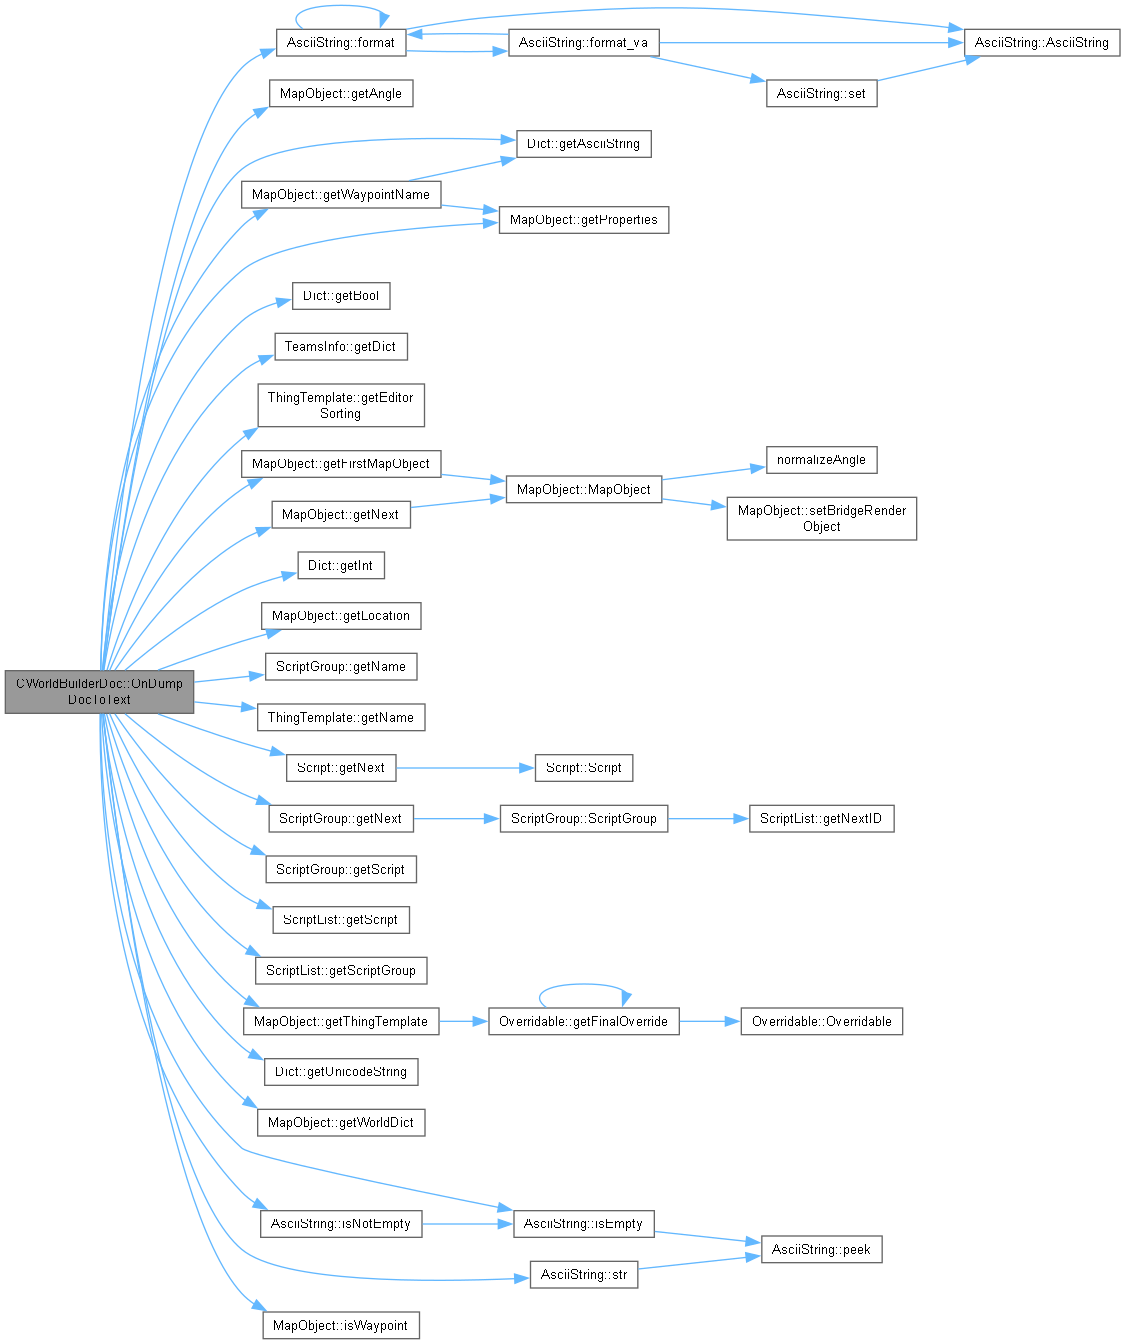 AsciiString::format
AsciiString::format_va
AsciiString::AsciiString
MapObject::getAngle
AsciiString::set
Dict::getAsciiString
MapObject::getWaypointName
MapObject::getProperties
Dict::getBool
TeamsInfo::getDict
ThingTemplate::getEditor
Sorting
MapObject::getFirstMapObject
normalizeAngle
MapObject::MapObject
MapObject::getNext
MapObject::setBridgeRender
Object
Dict::getInt
MapObject::getLocation
ScriptGroup::getName
CWorldBuilderDoc::OnDump
DocToText
ThingTemplate::getName
Script::getNext
Script::Script
ScriptGroup::getNext
ScriptGroup::ScriptGroup
ScriptList::getNextID
ScriptGroup::getScript
ScriptList::getScript
ScriptList::getScriptGroup
MapObject::getThingTemplate
Overridable::getFinalOverride
Overridable::Overridable
Dict::getUnicodeString
MapObject::getWorldDict
AsciiString::isNotEmpty
AsciiString::isEmpty
AsciiString::peek
AsciiString::str
MapObject::isWaypoint